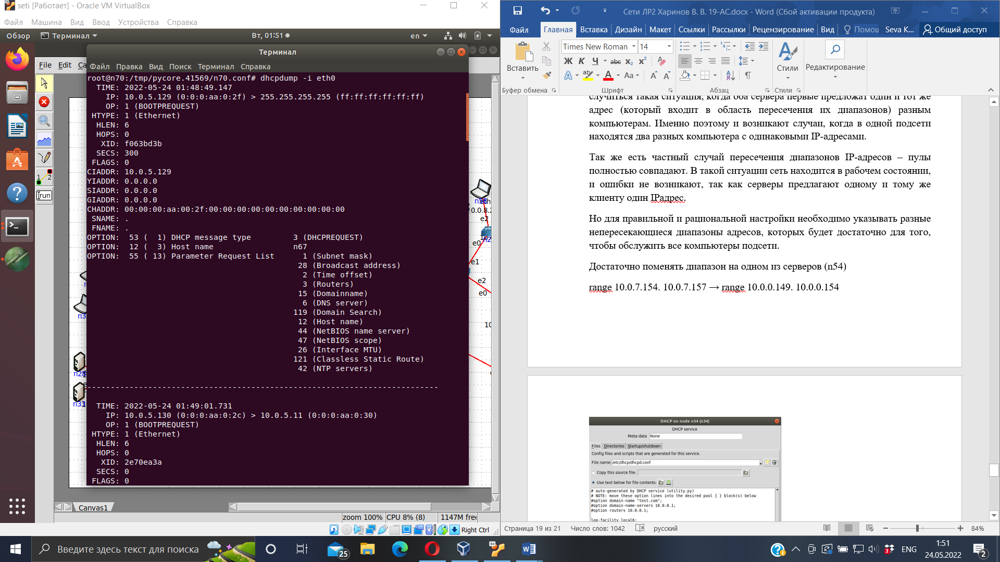 seti [Работает] - Oracle VM VirtualBox
Файл Машина Вид Ввод Устройства Справка
Обзор Терминал Вт, 01:51 en
Терминал
File Edit
Файл Правка Вид Поиск Терминал Справка
root@n70:/tmp/pycore.41569/n70.conf# dhcpdump -i eth0
TIME: 2022-05-24 01:48:49.147
IP: 10.0.5.129 (0:0:0:aa:0:2f) > 255.255.255.255 (ff:ff:ff:ff:ff:ff)
OP: 1 (BOOTPREQUEST)
HTYPE: 1 (Ethernet)
HLEN: 6
HOPS: 0
XID: f063bd3b
SECS: 300
FLAGS: 0
CIADDR: 10.0.5.129
YIADDR: 0.0.0.0
SIADDR: 0.0.0.0
GIADDR: 0.0.0.0
CHADDR: 00:00:00:aa:00:2f:00:00:00:00:00:00:00:00:00:00
SNAME: .
FNAME: .
OPTION: 53 ( 1) DHCP message type 3 (DHCPREQUEST)
OPTION: 12 ( 3) Host name n67
OPTION: 55 ( 13) Parameter Request List 1 (Subnet mask)
28 (Broadcast address)
2 (Time offset)
3 (Routers)
15 (Domainname)
6 (DNS server)
119 (Domain Search)
12 (Host name)
44 (NetBIOS name server)
47 (NetBIOS scope)
26 (Interface MTU)
121 (Classless Static Route)
42 (NTP servers)
---------------------------------------------------------------------------
TIME: 2022-05-24 01:49:01.731
IP: 10.0.5.130 (0:0:0:aa:0:2c) > 10.0.5.11 (0:0:0:aa:0:30)
OP: 1 (BOOTPREQUEST)
HTYPE: 1 (Ethernet)
HLEN: 6
HOPS: 0
XID: 2e70ea3a
SECS: 0
FLAGS: 0
run
n28
n33
e2
e0
e1
e2
e0
Canvas1
zoom 100% CPU 8% (8) 1147M free
Right Ctrl
Сети ЛР2 Харинов В. В. 19-АС.docx - Word (Сбой активации продукта)
Файл Главная Вставка Дизайн Макет Ссылки Рассылки Рецензирование Вид Помощ Seva K... Общий доступ
Times New Roman 14
Вставить
Ж К Ч abc x₂ x²
Стили
Редактирование
Буфер обмена Шрифт Абзац Стили
случиться такая ситуация, когда оба сервера первые предложат один и тот же
адрес (который входит в область пересечения их диапазонов) разным
компьютерам. Именно поэтому и возникают случаи, когда в одной подсети
находятся два разных компьютера с одинаковыми IP-адресами.
Так же есть частный случай пересечения диапазонов IP-адресов – пулы
полностью совпадают. В такой ситуации сеть находится в рабочем состоянии,
и ошибки не возникают, так как серверы предлагают одному и тому же
клиенту один IPадрес.
Но для правильной и рациональной настройки необходимо указывать разные
непересекающиеся диапазоны адресов, которых будет достаточно для того,
чтобы обслужить все компьютеры подсети.
Достаточно поменять диапазон на одном из серверов (n54)
range 10.0.7.154. 10.0.7.157 → range 10.0.0.149. 10.0.0.154
DHCP on node n34 (n34)
DHCP service
Meta-data None
Files Directories Startup/shutdown
Config files and scripts that are generated for this service.
File name: /etc/dhcp/dhcpd.conf
Copy this source file:
Use text below for file contents:
# auto-generated by DHCP service (utility.py)
# NOTE: move these option lines into the desired pool { } block(s) below
#option domain-name "test.com";
#option domain-name-servers 10.0.0.1;
#option routers 10.0.0.1;
log-facility local6;
Страница 19 из 21 Число слов: 1042 русский 84%
Введите здесь текст для поиска
25
ENG
1:51
24.05.2022
2